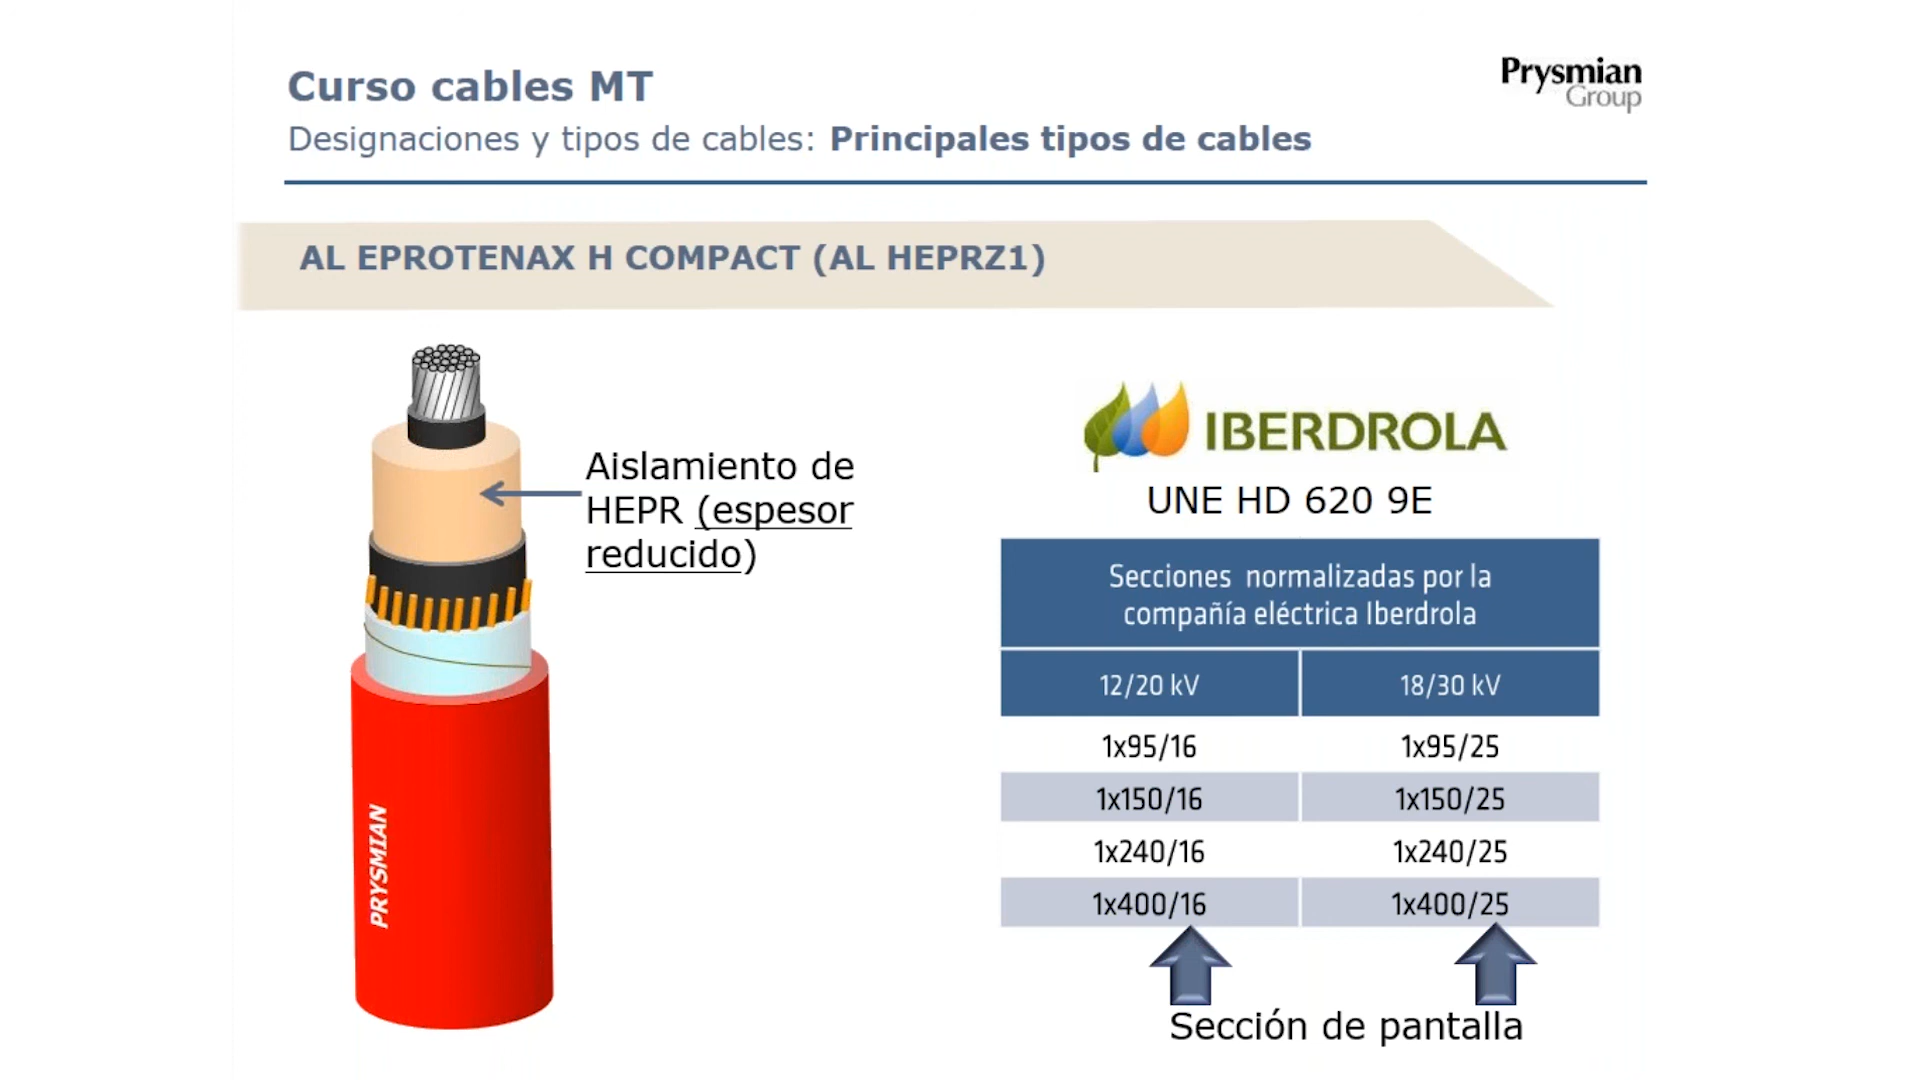 Curso cables MT
Prysmian
Group
Designaciones y tipos de cables: Principales tipos de cables
AL EPROTENAX H COMPACT (AL HEPRZ1)
Aislamiento de
HEPR (espesor
reducido)
PRYSMIAN
IBERDROLA
UNE HD 620 9E
Secciones normalizadas por la
compañía eléctrica Iberdrola
12/20 kV 18/30 kV
1x95/16 1x95/25
1x150/16 1x150/25
1x240/16 1x240/25
1x400/16 1x400/25
Sección de pantalla